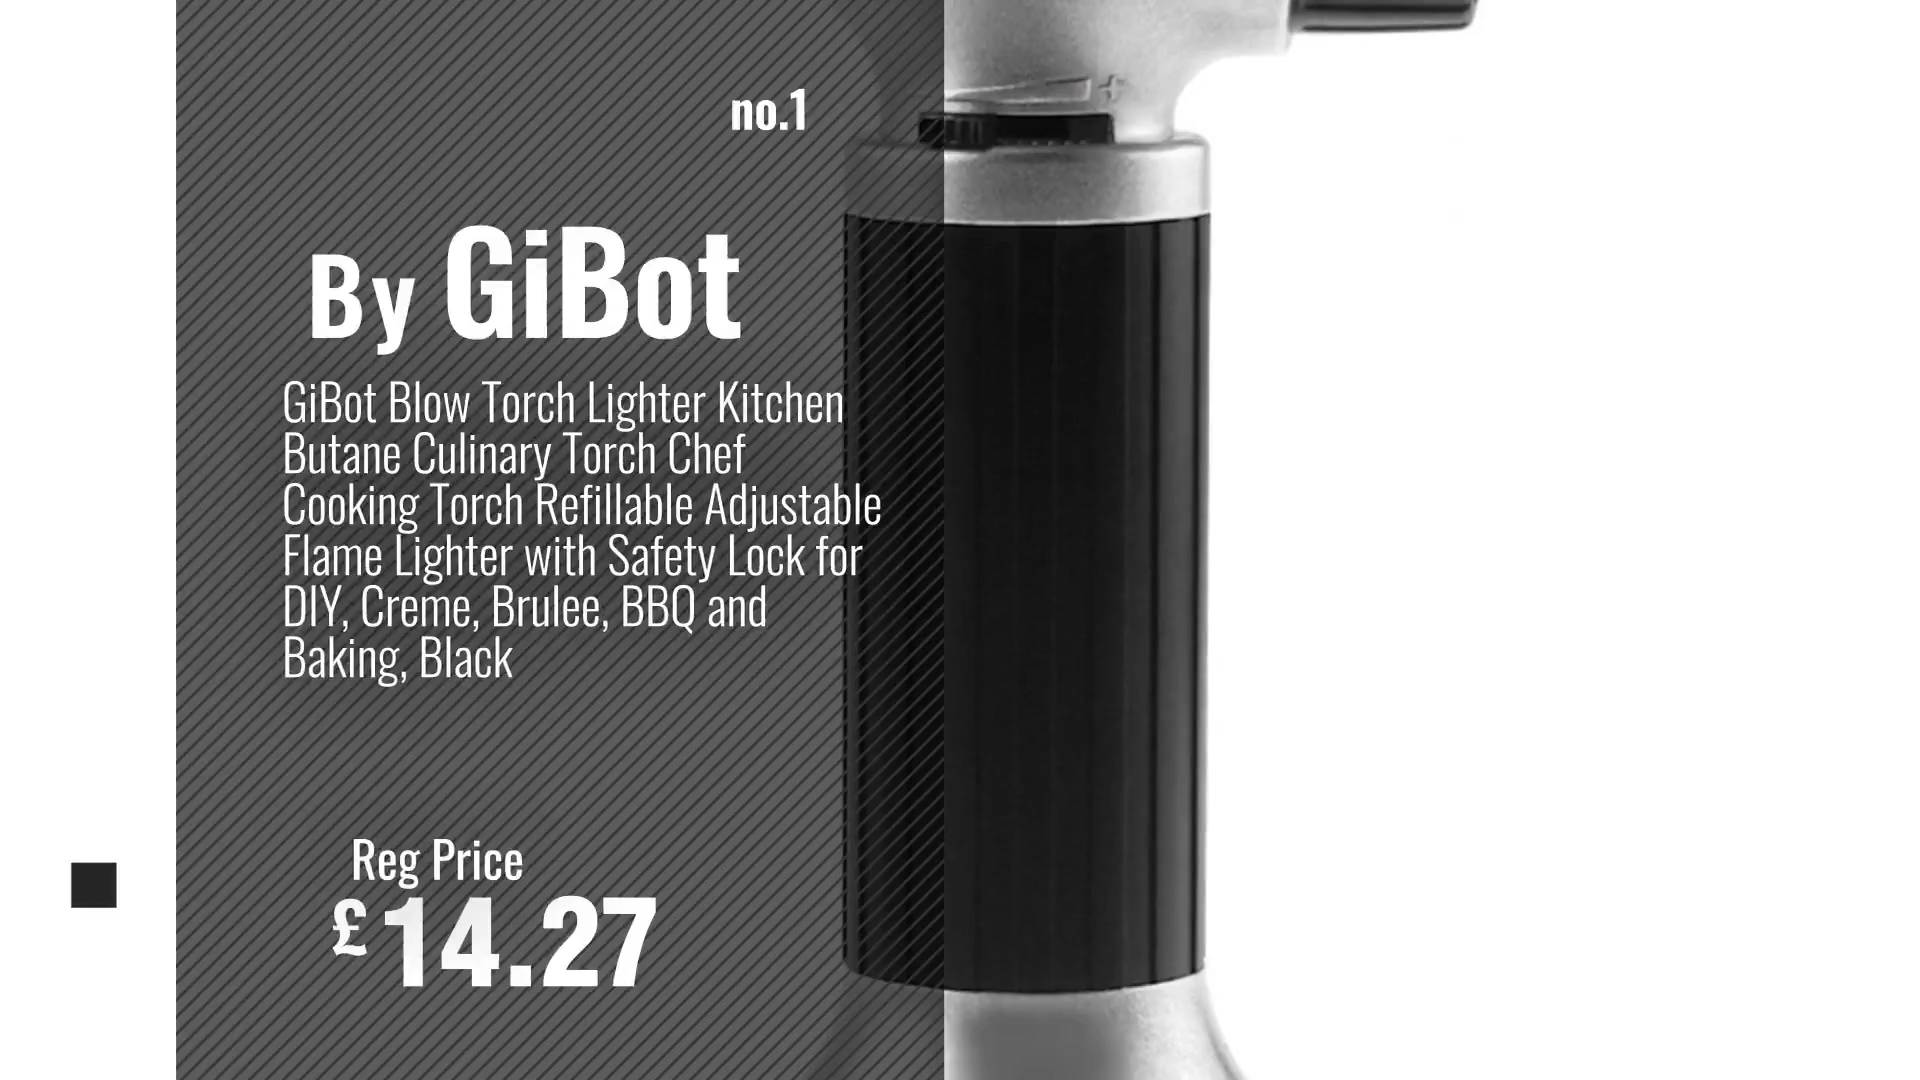 no.1
By GiBot
GiBot Blow Torch Lighter Kitchen
Butane Culinary Torch Chef
Cooking Torch Refillable Adjustable
Flame Lighter with Safety Lock for
DIY, Creme, Brulee, BBQ and
Baking, Black
Reg Price
£14.27